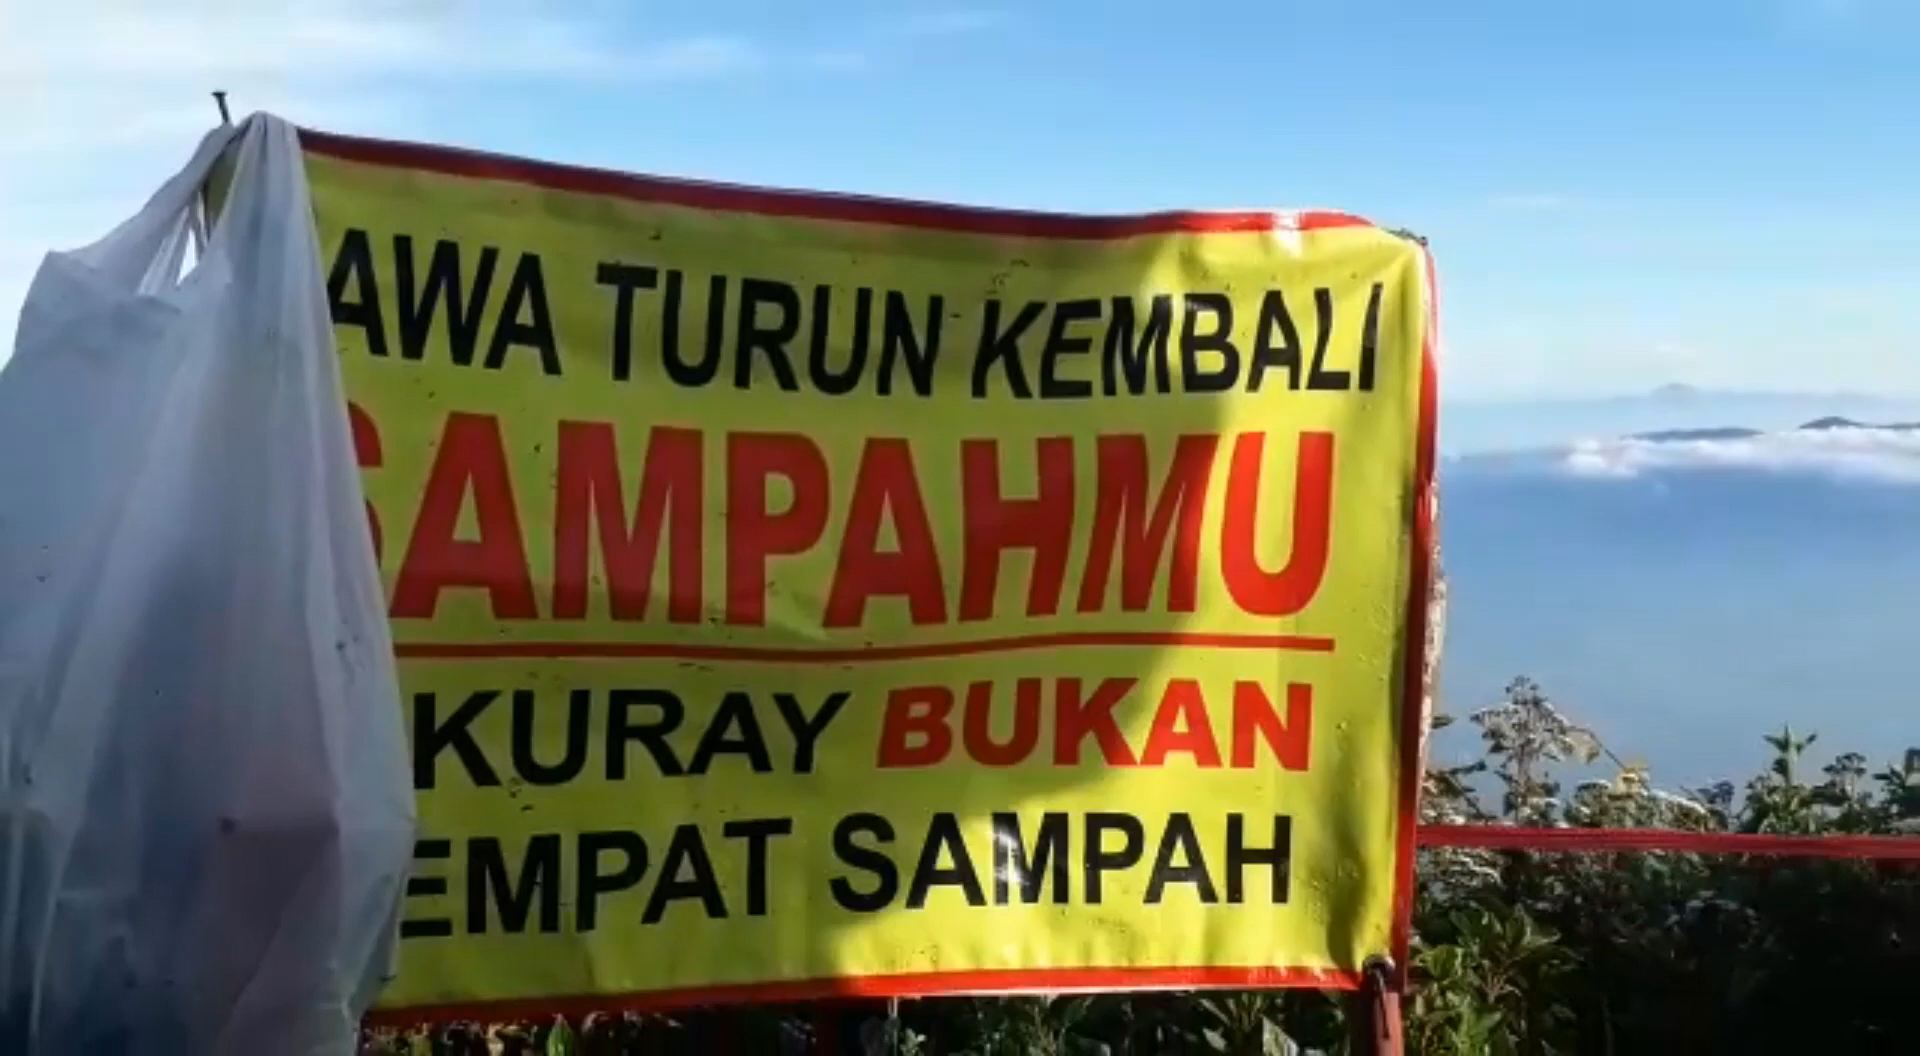 AWA TURUN KEMBALI
SAMPAHMU
KURAY BUKAN
EMPAT SAMPAH